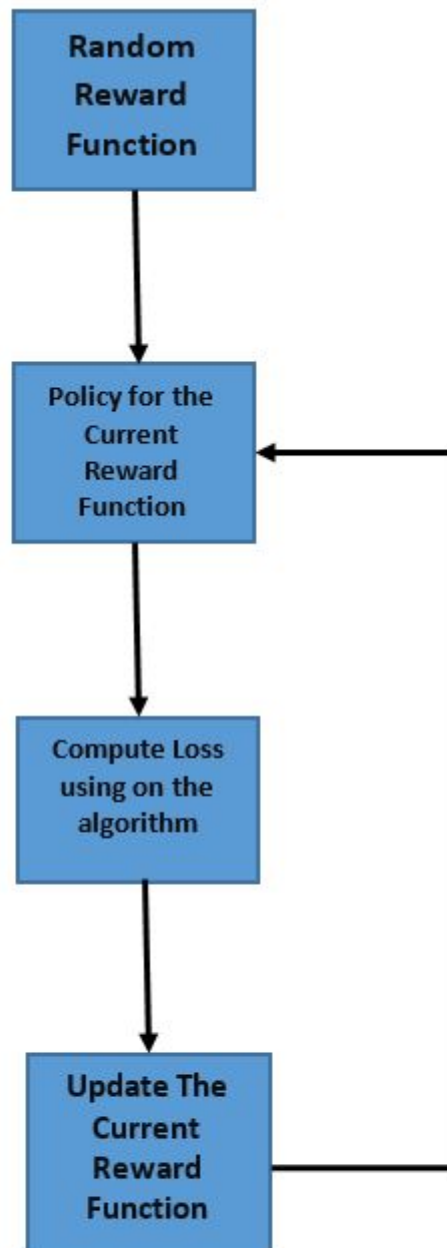 Random
Reward
Function
Policy for the
Current
Reward
Function
Compute Loss
using on the
algorithm
Update The
Current
Reward
Function